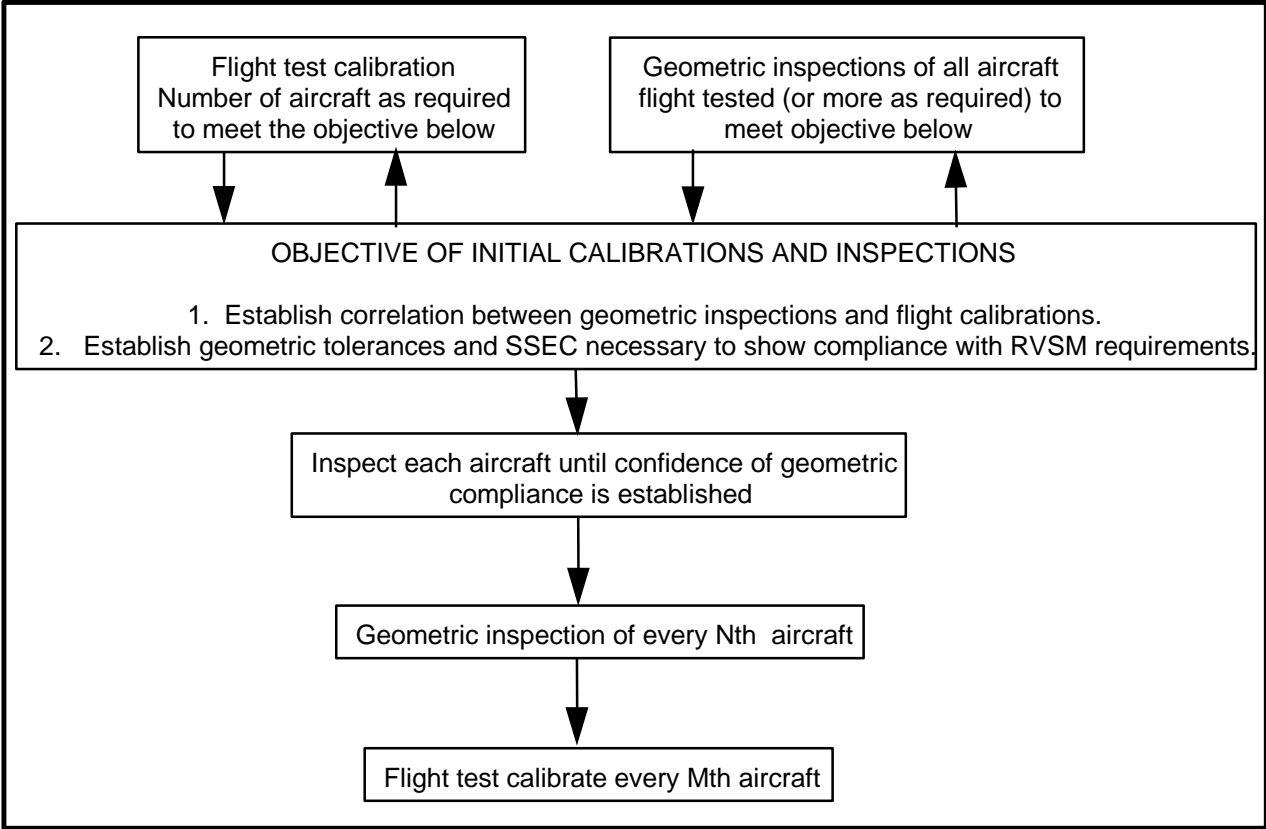 Flight test calibration
Number of aircraft as required
to meet the objective below
Geometric inspections of all aircraft
flight tested (or more as required) to
meet objective below
OBJECTIVE OF INITIAL CALIBRATIONS AND INSPECTIONS
1. Establish correlation between geometric inspections and flight calibrations.
2. Establish geometric tolerances and SSEC necessary to show compliance with RVSM requirements.
Inspect each aircraft until confidence of geometric
compliance is established
Geometric inspection of every Nth aircraft
Flight test calibrate every Mth aircraft